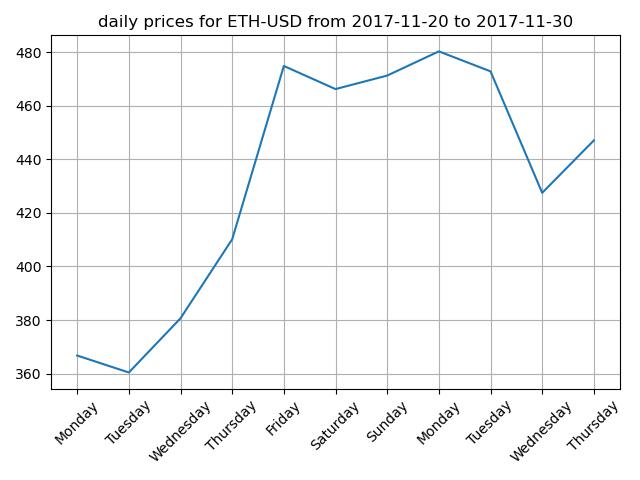 daily prices for ETH-USD from 2017-11-20 to 2017-11-30
480
460
440
420
400
380
360
Monday
Tuesday
Wednesday
Thursday
Friday
Saturday
Sunday
Monday
Tuesday
Wednesday
Thursday